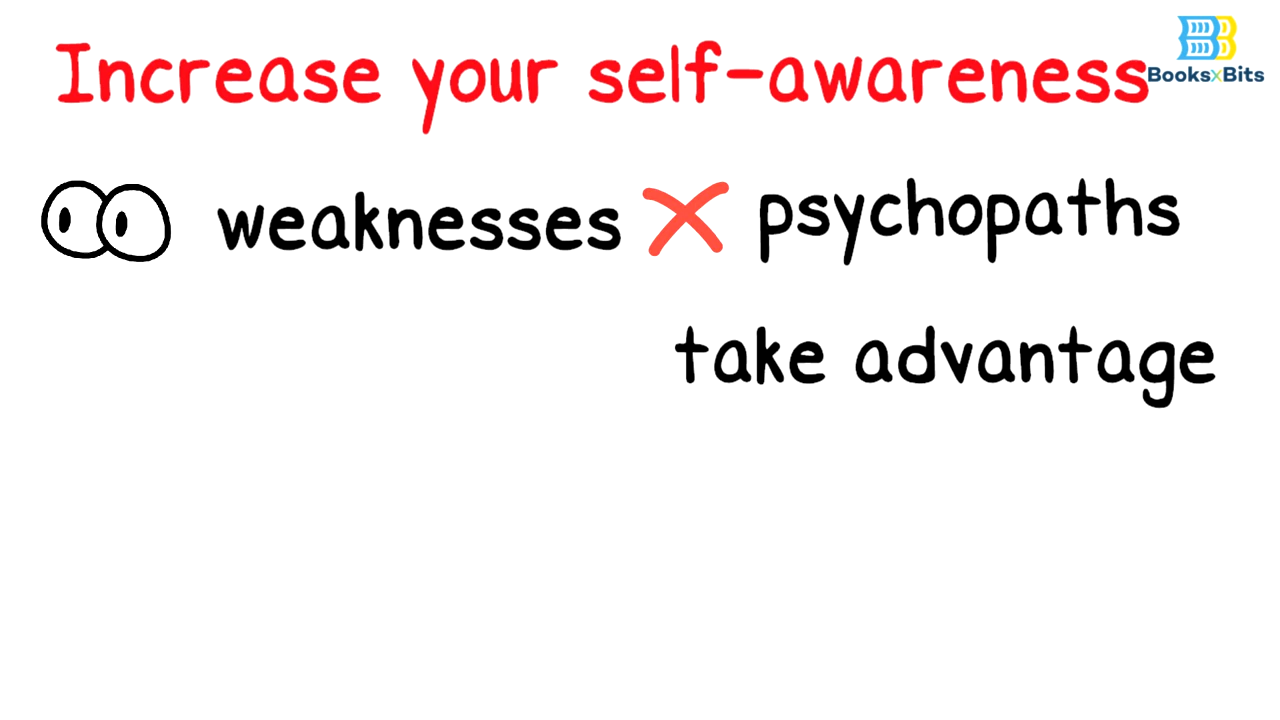 Increase your self-awareness
BooksxBits
weaknesses psychopaths
take advantage